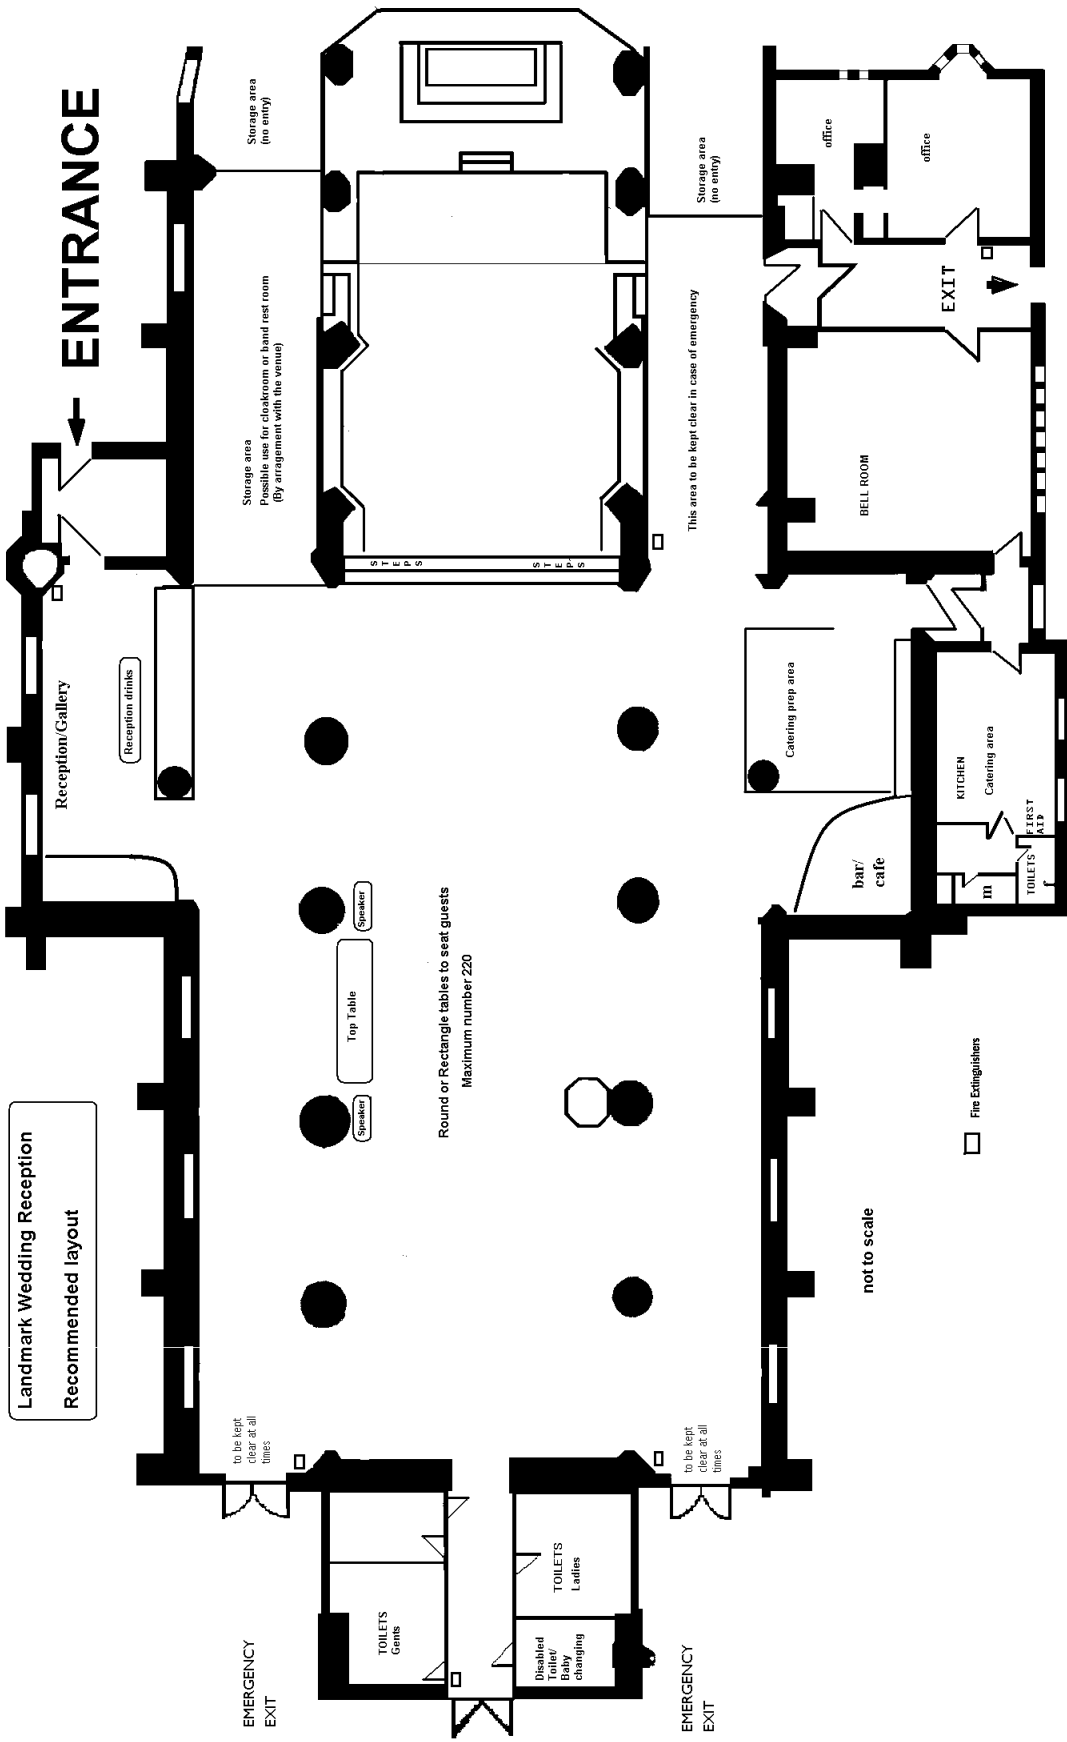 Landmark Wedding Reception
Recommended layout
ENTRANCE
Storage area
(no entry)
Storage area
Possible use for cloakroom or band rest room
(By arragement with the venue)
Reception/Gallery
Reception drinks
STEPS
STEPS
This area to be kept clear in case of emergency
Storage area
(no entry)
office
office
EXIT
BELL ROOM
Catering prep area
KITCHEN
Catering area
FIRST
AID
TOILETS
f
m
bar/
cafe
Speaker
Top Table
Speaker
Round or Rectangle tables to seat guests
Maximum number 220
Fire Extinguishers
not to scale
to be kept
clear at all
times
to be kept
clear at all
times
TOILETS
Gents
TOILETS
Ladies
Disabled
Toilet/
Baby
changing
EMERGENCY
EXIT
EMERGENCY
EXIT